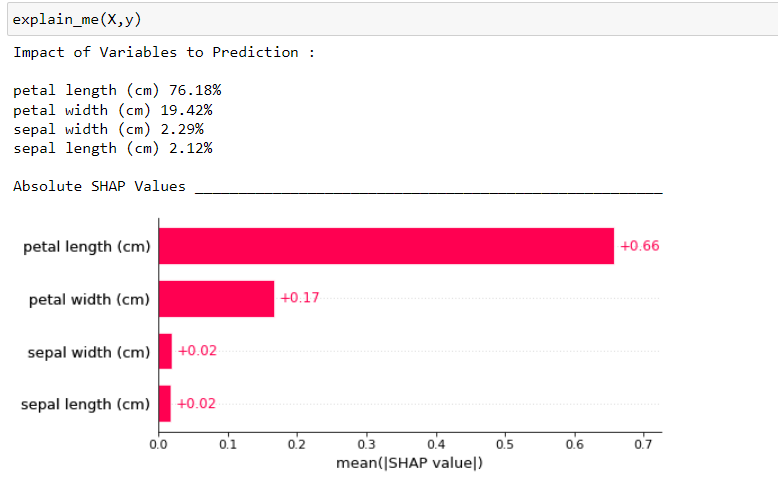 explain_me(X,y)
Impact of Variables to Prediction :
petal length (cm) 76.18%
petal width (cm) 19.42%
sepal width (cm) 2.29%
sepal length (cm) 2.12%
Absolute SHAP Values ______________________________________________________
petal length (cm) +0.66
petal width (cm) +0.17
sepal width (cm) +0.02
sepal length (cm) +0.02
0.0 0.1 0.2 0.3 0.4 0.5 0.6 0.7
mean(|SHAP value|)